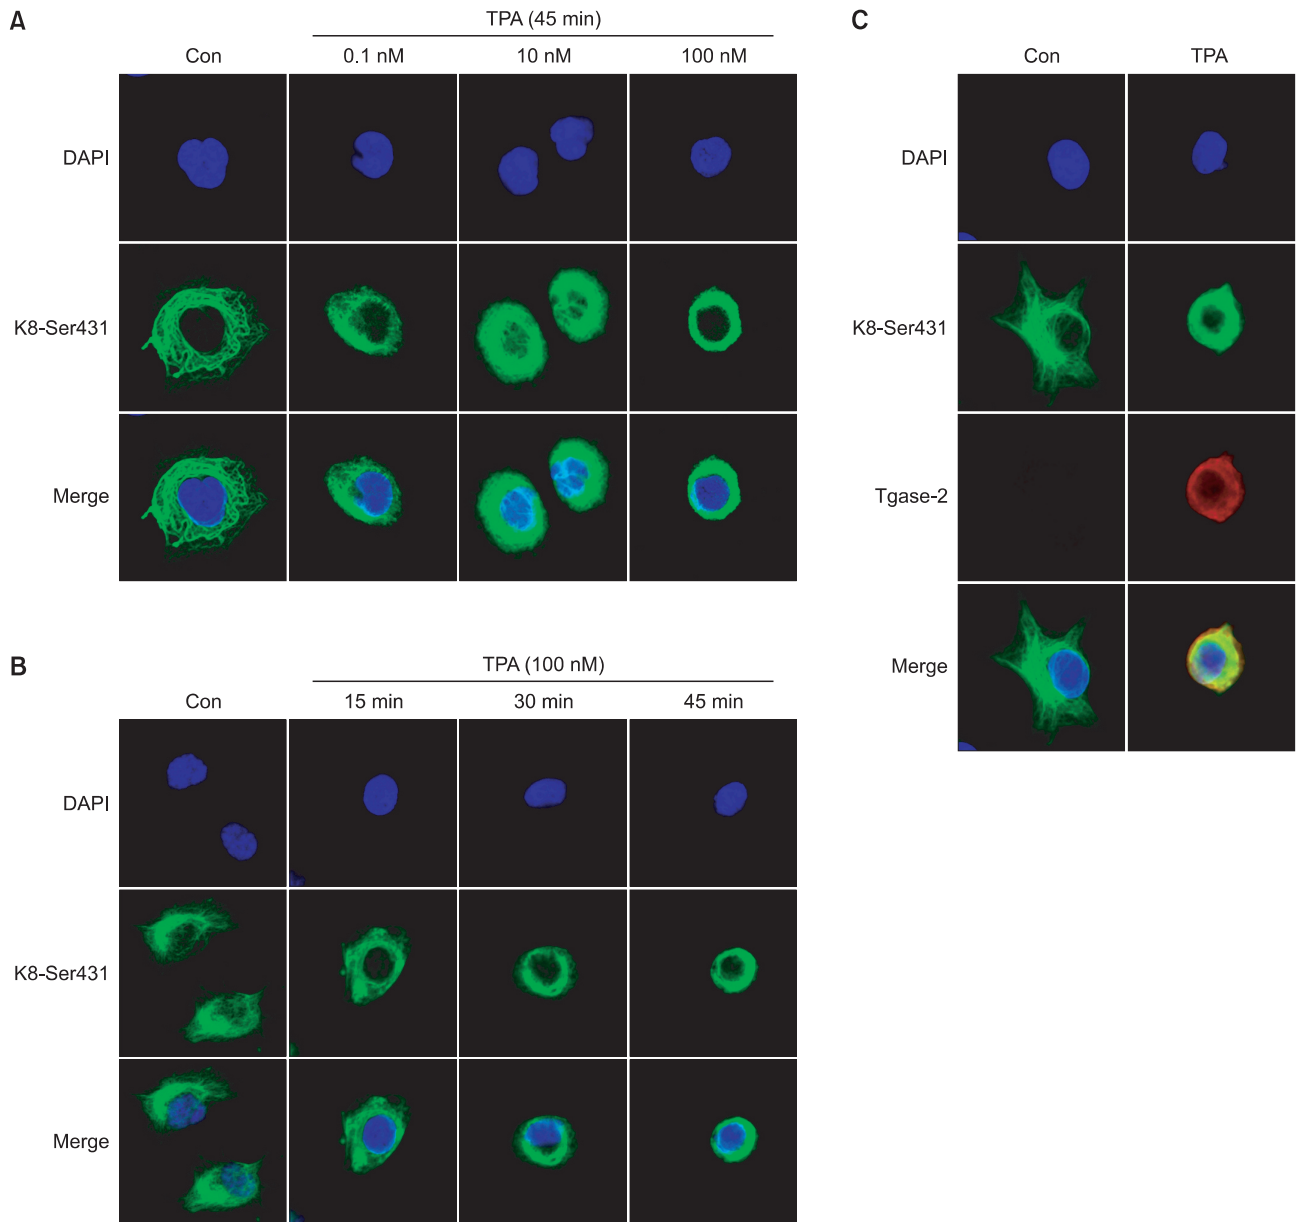 A
TPA (45 min)
Con 0.1 nM 10 nM 100 nM
DAPI
K8-Ser431
Merge
B
TPA (100 nM)
Con 15 min 30 min 45 min
DAPI
K8-Ser431
Merge
C
Con TPA
DAPI
K8-Ser431
Tgase-2
Merge